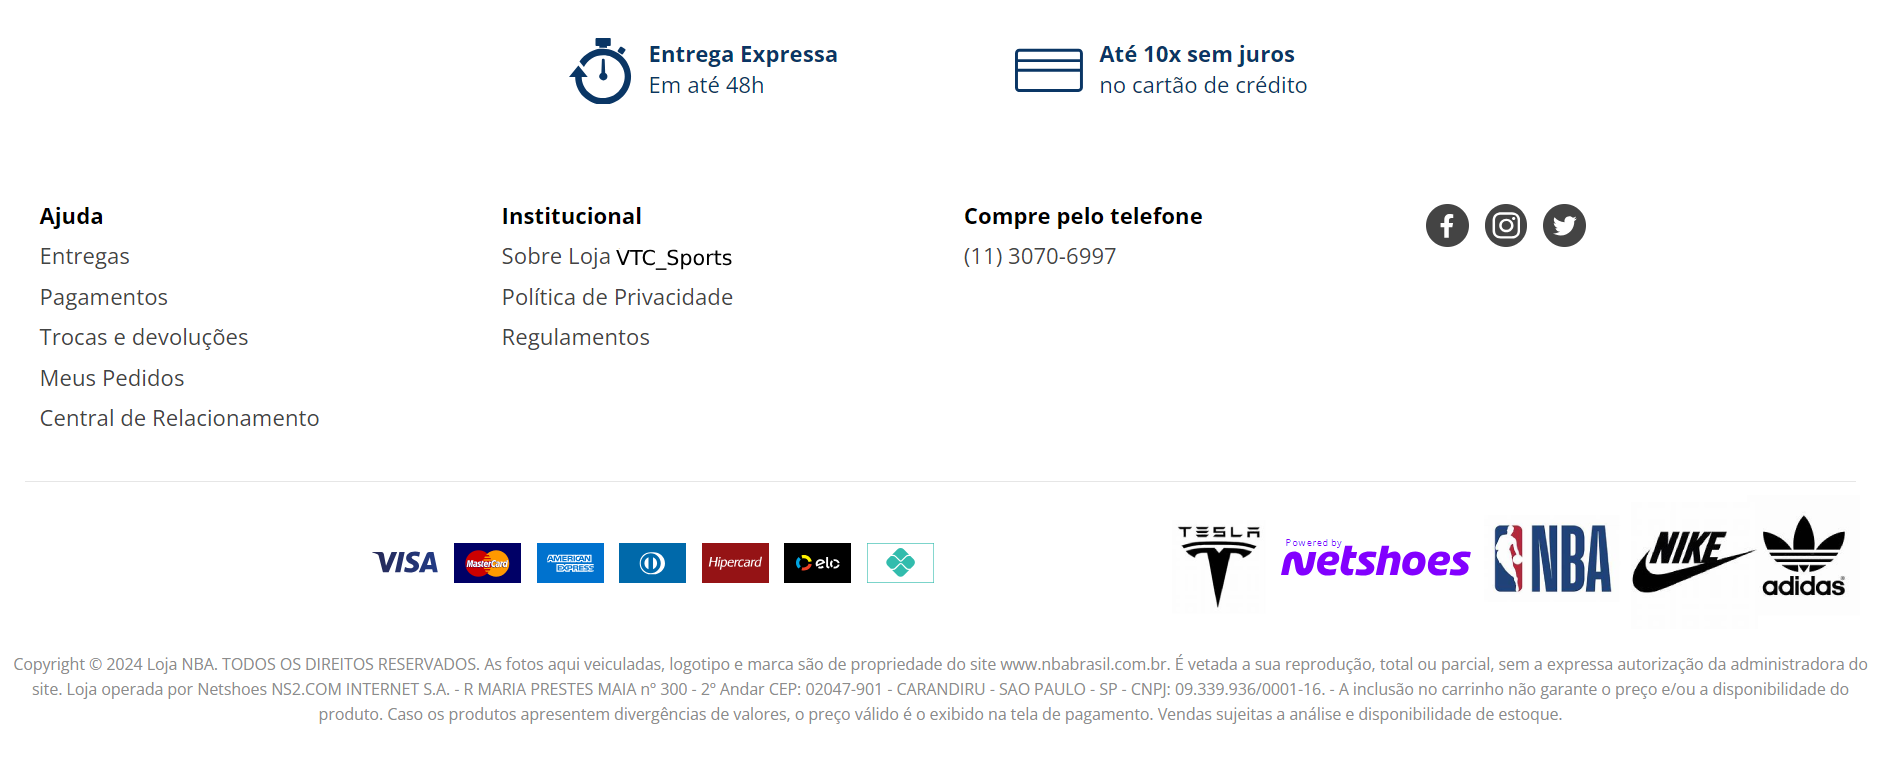 Entrega Expressa
Em até 48h
Até 10x sem juros
no cartão de crédito
Ajuda
Entregas
Pagamentos
Trocas e devoluções
Meus Pedidos
Central de Relacionamento
Institucional
Sobre Loja VTC_Sports
Política de Privacidade
Regulamentos
Compre pelo telefone
(11) 3070-6997
VISA
MasterCard
AMERICAN EXPRESS
Hipercard
elo
TESLA
Powered by
netshoes
NBA
NIKE
adidas
Copyright © 2024 Loja NBA. TODOS OS DIREITOS RESERVADOS. As fotos aqui veiculadas, logotipo e marca são de propriedade do site www.nbabrasil.com.br. É vetada a sua reprodução, total ou parcial, sem a expressa autorização da administradora do
site. Loja operada por Netshoes NS2.COM INTERNET S.A. - R MARIA PRESTES MAIA nº 300 - 2º Andar CEP: 02047-901 - CARANDIRU - SAO PAULO - SP - CNPJ: 09.339.936/0001-16. - A inclusão no carrinho não garante o preço e/ou a disponibilidade do
produto. Caso os produtos apresentem divergências de valores, o preço válido é o exibido na tela de pagamento. Vendas sujeitas a análise e disponibilidade de estoque.